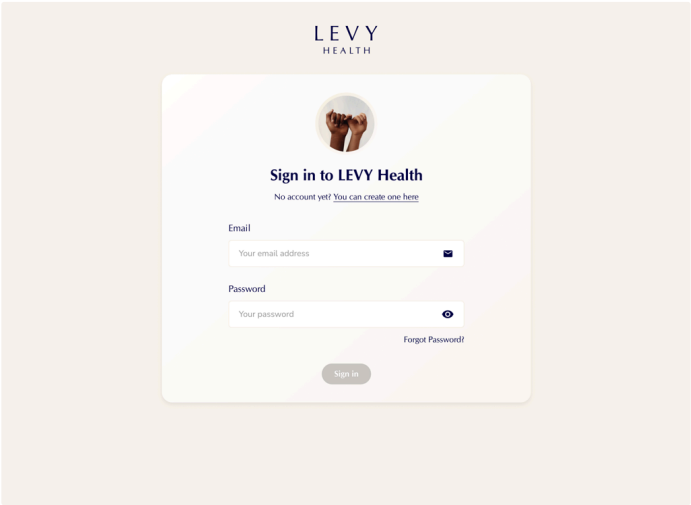 LEVY
HEALTH
Sign in to LEVY Health
No account yet? You can create one here
Email
Your email address
Password
Your password
Forgot Password?
Sign in